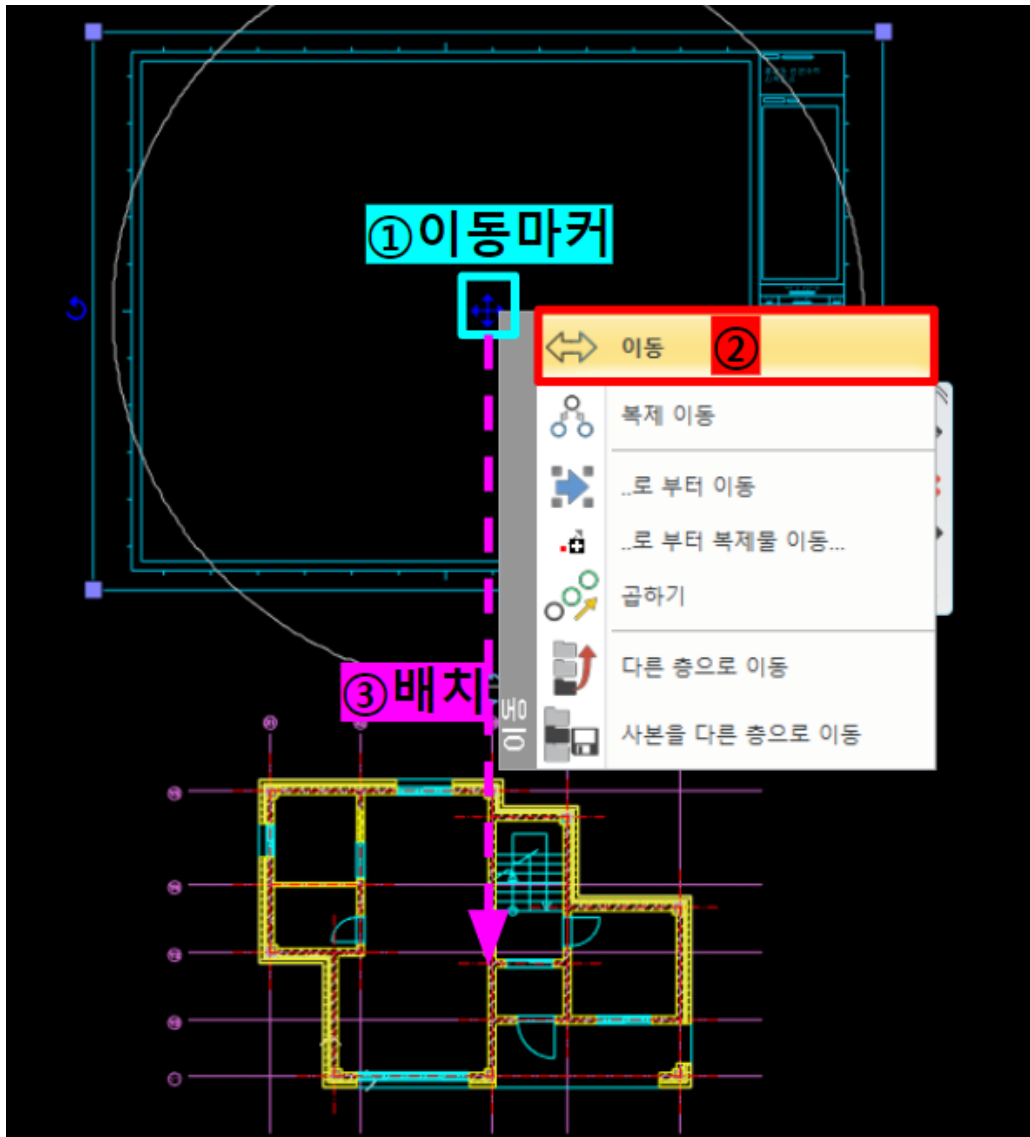 ①이동마커
이동 ②
복제 이동
..로 부터 이동
..로 부터 복제물 이동...
곱하기
다른 층으로 이동
사본을 다른 층으로 이동
이동
③배치